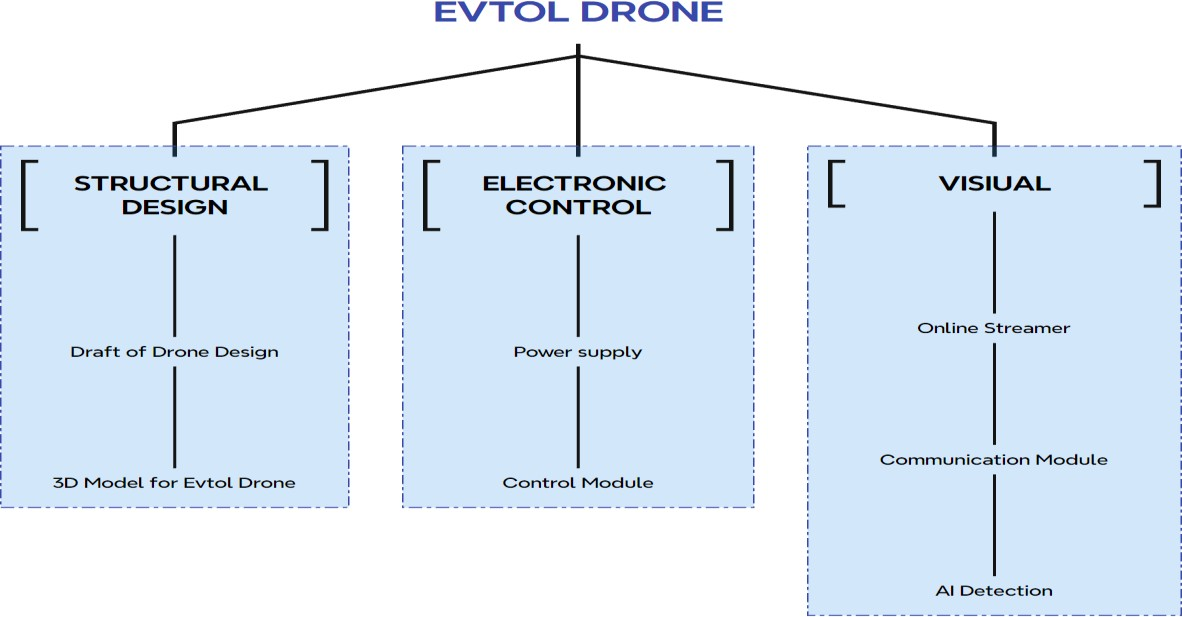 EVTOL DRONE
STRUCTURAL
DESIGN
Draft of Drone Design
3D Model for Evtol Drone
ELECTRONIC
CONTROL
Power supply
Control Module
VISIUAL
Online Streamer
Communication Module
AI Detection